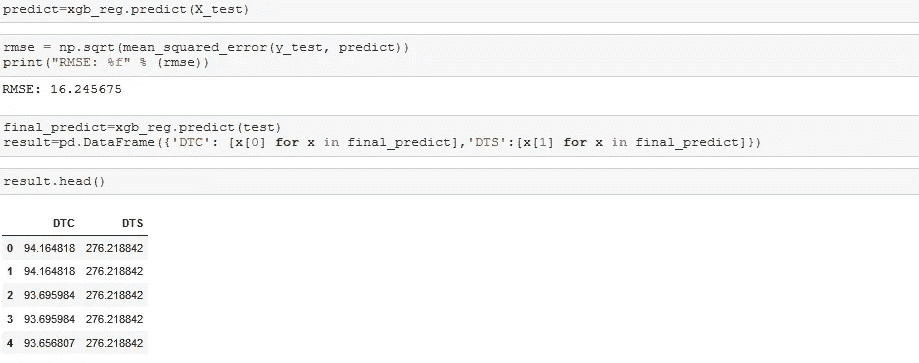 predict=xgb_reg.predict(X_test)
rmse = np.sqrt(mean_squared_error(y_test, predict))
print("RMSE: %f" % (rmse))
RMSE: 16.245675
final_predict=xgb_reg.predict(test)
result=pd.DataFrame({'DTC': [x[0] for x in final_predict],'DTS':[x[1] for x in final_predict]})
result.head()
DTC DTS
0 94.164818 276.218842
1 94.164818 276.218842
2 93.695984 276.218842
3 93.695984 276.218842
4 93.656807 276.218842